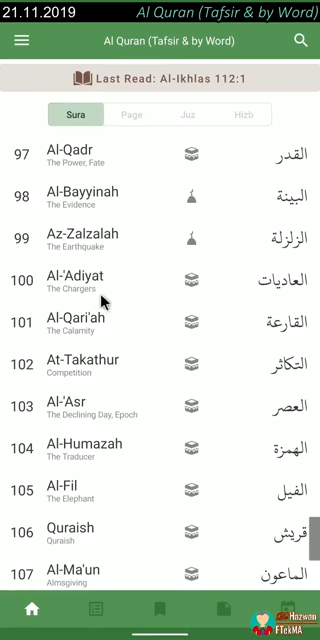 21.11.2019
Al Quran (Tafsir & by Word)
Al Quran (Tafsir & by Word)
Last Read: Al-Ikhlas 112:1
Sura Page Juz Hizb
97 Al-Qadr القدر
The Power, Fate
98 Al-Bayyinah البينة
The Evidence
99 Az-Zalzalah الزلزلة
The Earthquake
100 Al-'Adiyat العاديات
The Chargers
101 Al-Qari'ah القارعة
The Calamity
102 At-Takathur التكاثر
Competition
103 Al-'Asr العصر
The Declining Day, Epoch
104 Al-Humazah الهمزة
The Traducer
105 Al-Fil الفيل
The Elephant
106 Quraish قريش
Quraish
107 Al-Ma'un الماعون
Almsgiving
Hazwan
FTekMA